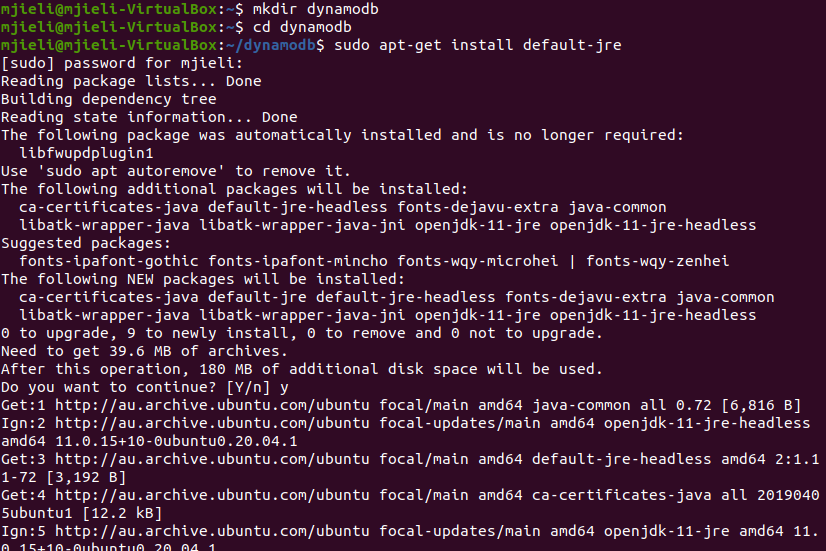 mjieli@mjieli-VirtualBox:~$ mkdir dynamodb
mjieli@mjieli-VirtualBox:~$ cd dynamodb
mjieli@mjieli-VirtualBox:~/dynamodb$ sudo apt-get install default-jre
[sudo] password for mjieli:
Reading package lists... Done
Building dependency tree
Reading state information... Done
The following package was automatically installed and is no longer required:
  libfwupdplugin1
Use 'sudo apt autoremove' to remove it.
The following additional packages will be installed:
  ca-certificates-java default-jre-headless fonts-dejavu-extra java-common
  libatk-wrapper-java libatk-wrapper-java-jni openjdk-11-jre openjdk-11-jre-headless
Suggested packages:
  fonts-ipafont-gothic fonts-ipafont-mincho fonts-wqy-microhei | fonts-wqy-zenhei
The following NEW packages will be installed:
  ca-certificates-java default-jre default-jre-headless fonts-dejavu-extra java-common
  libatk-wrapper-java libatk-wrapper-java-jni openjdk-11-jre openjdk-11-jre-headless
0 to upgrade, 9 to newly install, 0 to remove and 0 not to upgrade.
Need to get 39.6 MB of archives.
After this operation, 180 MB of additional disk space will be used.
Do you want to continue? [Y/n] y
Get:1 http://au.archive.ubuntu.com/ubuntu focal/main amd64 java-common all 0.72 [6,816 B]
Ign:2 http://au.archive.ubuntu.com/ubuntu focal-updates/main amd64 openjdk-11-jre-headless
amd64 11.0.15+10-0ubuntu0.20.04.1
Get:3 http://au.archive.ubuntu.com/ubuntu focal/main amd64 default-jre-headless amd64 2:1.1
1-72 [3,192 B]
Get:4 http://au.archive.ubuntu.com/ubuntu focal/main amd64 ca-certificates-java all 2019040
5ubuntu1 [12.2 kB]
Ign:5 http://au.archive.ubuntu.com/ubuntu focal-updates/main amd64 openjdk-11-jre amd64 11.
0.15+10-0ubuntu0.20.04.1